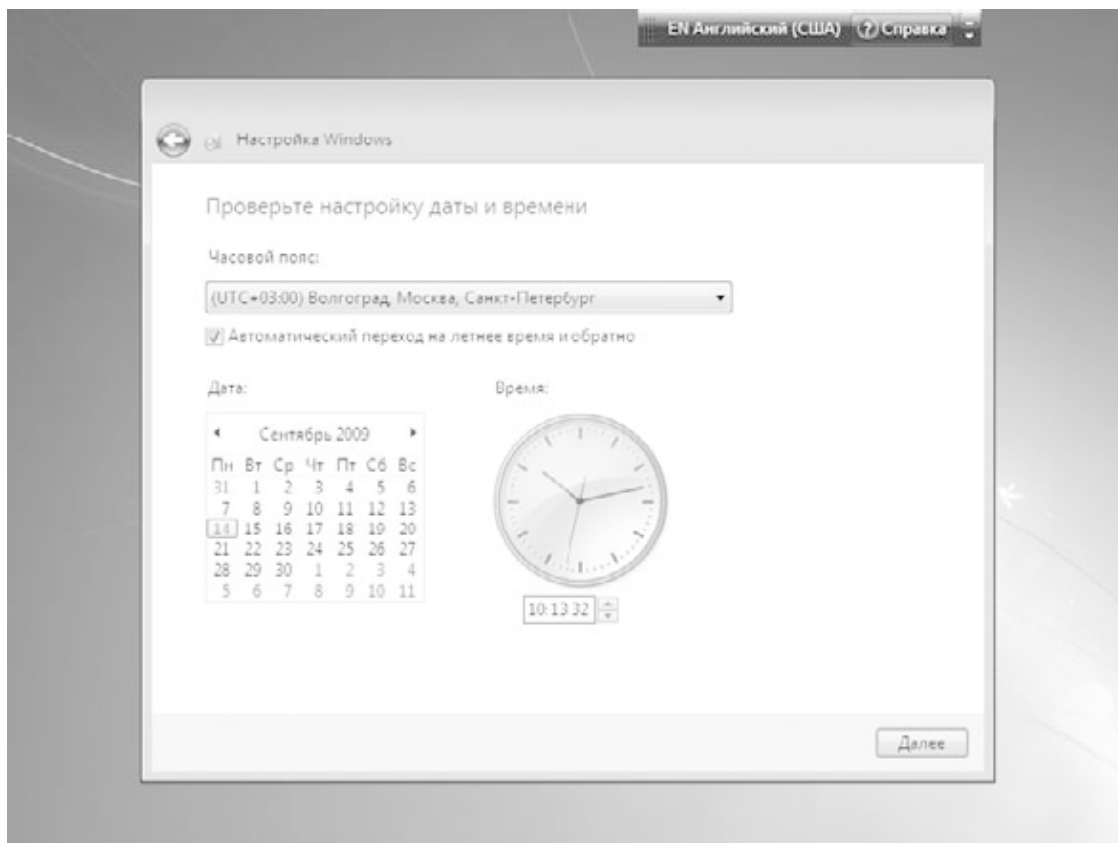 EN Английский (США) Справка
Настройка Windows
Проверьте настройку даты и времени
Часовой пояс:
(UTC+03:00) Волгоград, Москва, Санкт-Петербург
Автоматический переход на летнее время и обратно
Дата: Время:
Сентябрь 2009
Пн Вт Ср Чт Пт Сб Вс
31 1 2 3 4 5 6
7 8 9 10 11 12 13
14 15 16 17 18 19 20
21 22 23 24 25 26 27
28 29 30 1 2 3 4
5 6 7 8 9 10 11
10:13:32
Далее